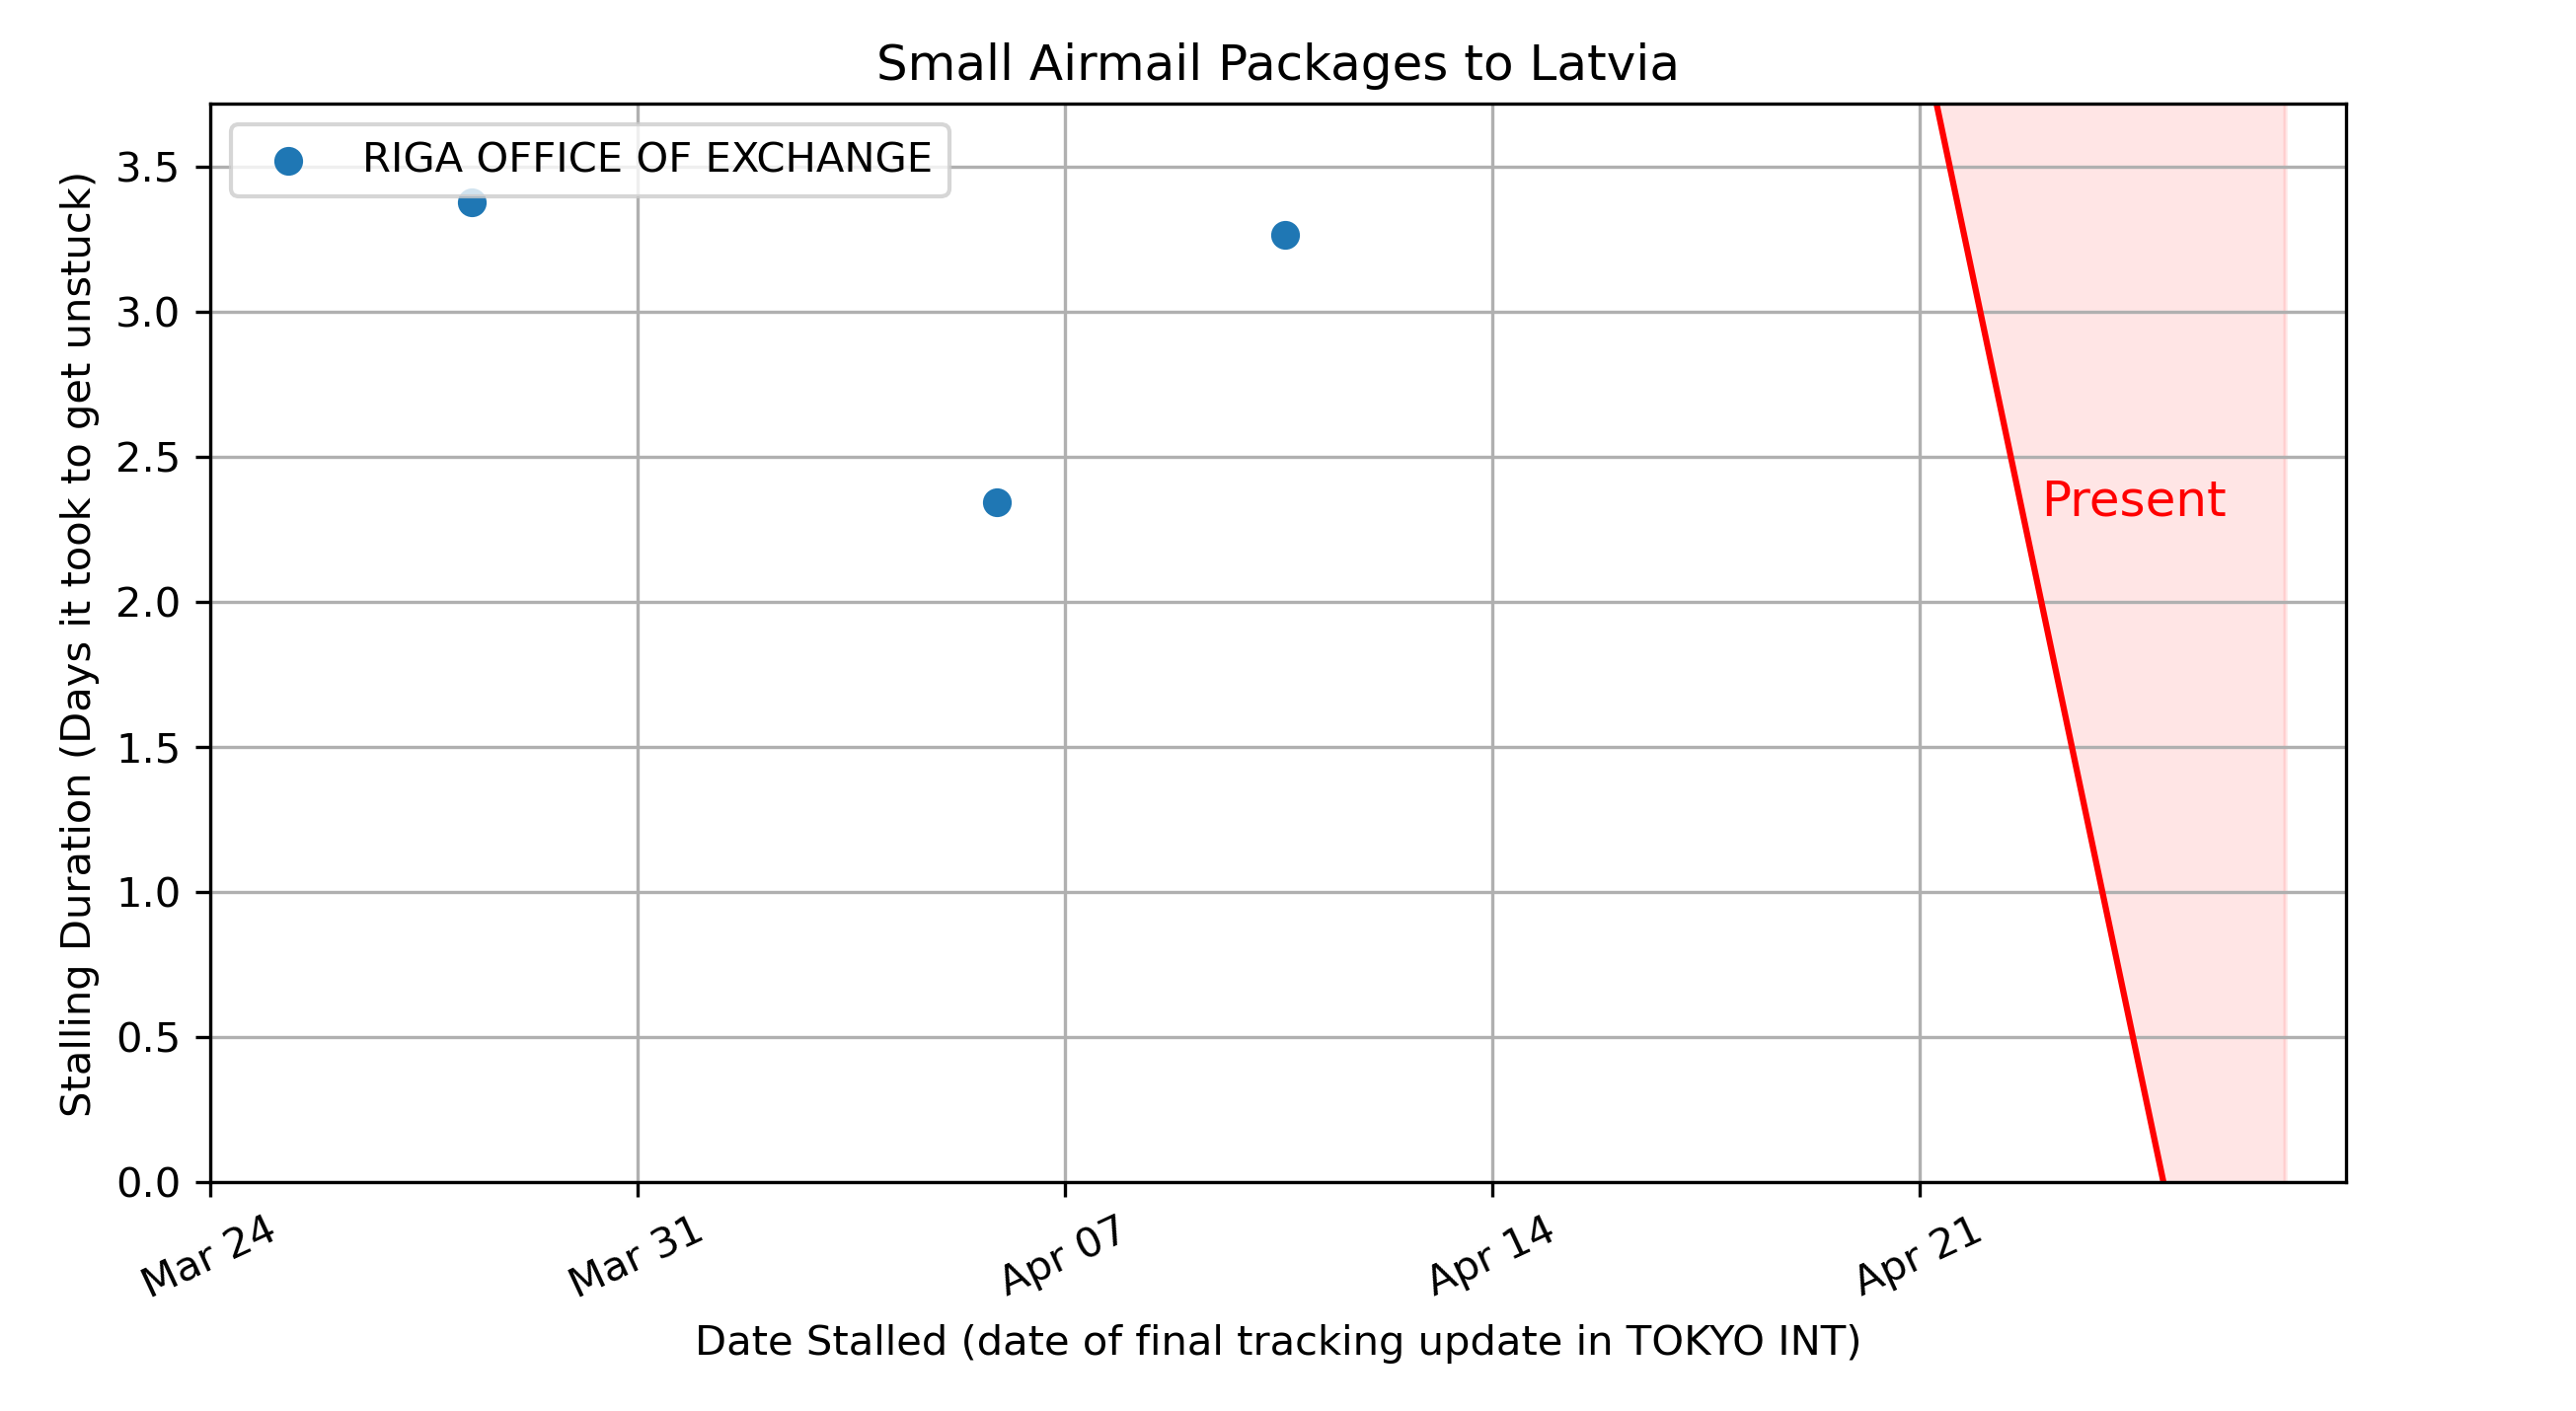 Small Airmail Packages to Latvia
RIGA OFFICE OF EXCHANGE
Stalling Duration (Days it took to get unstuck)
3.5
3.0
2.5
2.0
1.5
1.0
0.5
0.0
Present
Mar 24
Mar 31
Apr 07
Apr 14
Apr 21
Date Stalled (date of final tracking update in TOKYO INT)